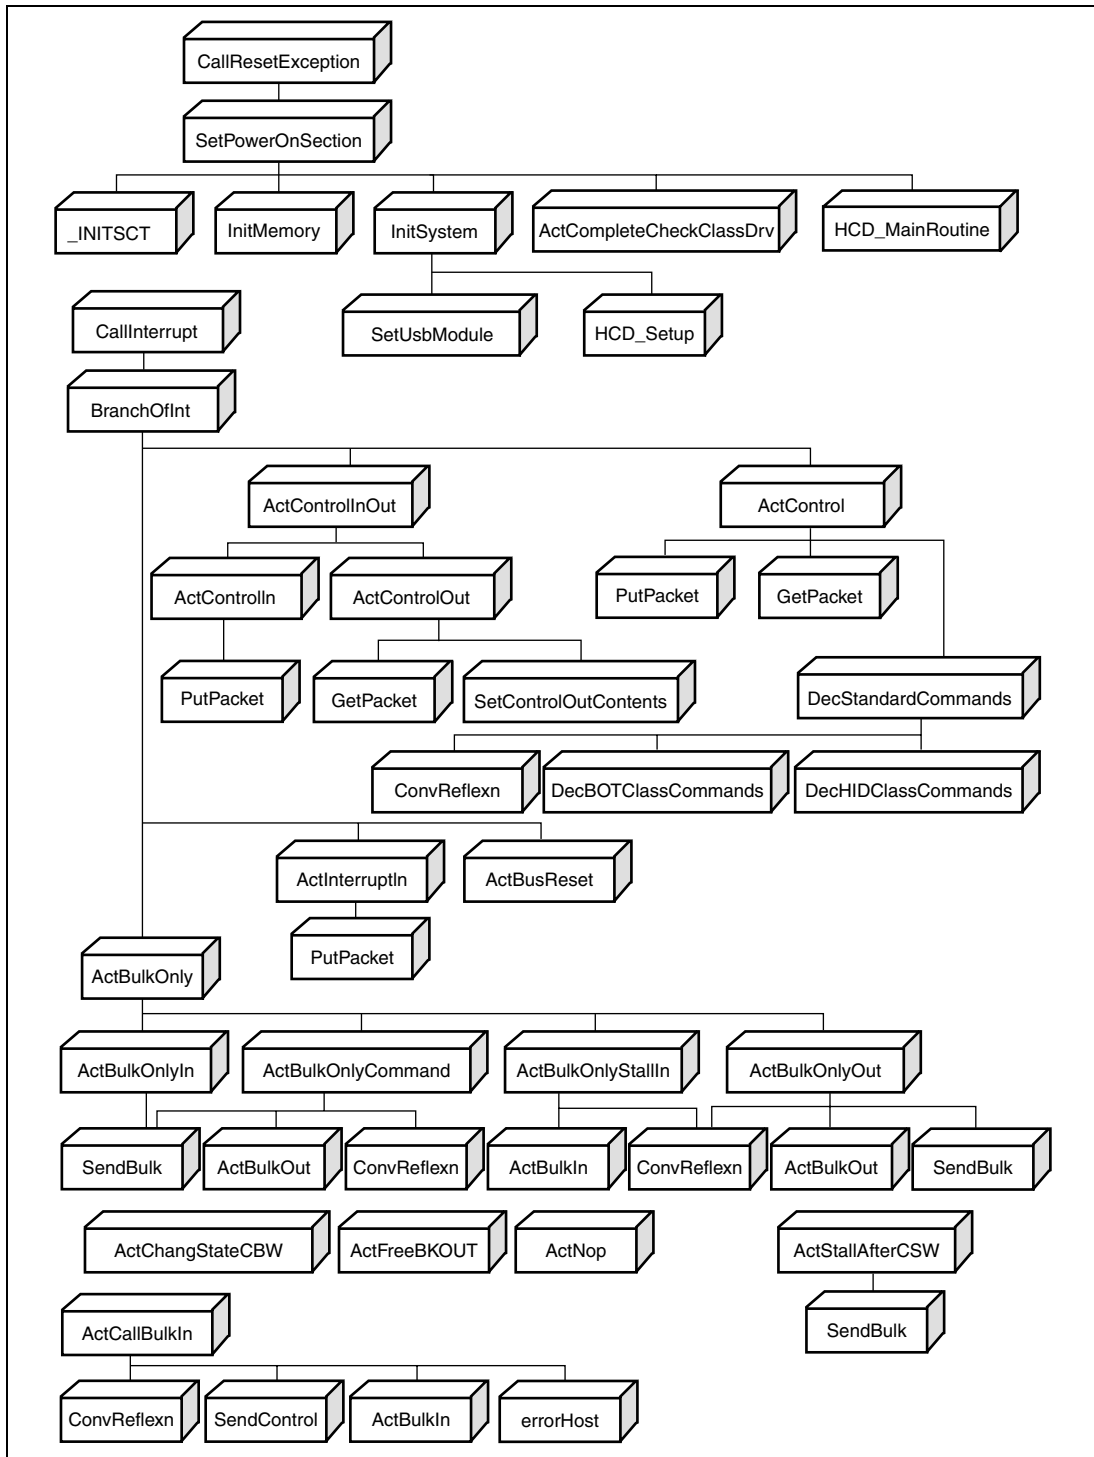 CallResetException
SetPowerOnSection
_INITSCT
InitMemory
InitSystem
ActCompleteCheckClassDrv
HCD_MainRoutine
CallInterrupt
SetUsbModule
HCD_Setup
BranchOfInt
ActControlInOut
ActControl
ActControlIn
ActControlOut
PutPacket
GetPacket
PutPacket
GetPacket
SetControlOutContents
DecStandardCommands
ConvReflexn
DecBOTClassCommands
DecHIDClassCommands
ActInterruptIn
ActBusReset
PutPacket
ActBulkOnly
ActBulkOnlyIn
ActBulkOnlyCommand
ActBulkOnlyStallIn
ActBulkOnlyOut
SendBulk
ActBulkOut
ConvReflexn
ActBulkIn
ConvReflexn
ActBulkOut
SendBulk
ActChangStateCBW
ActFreeBKOUT
ActNop
ActStallAfterCSW
ActCallBulkIn
SendBulk
ConvReflexn
SendControl
ActBulkIn
errorHost